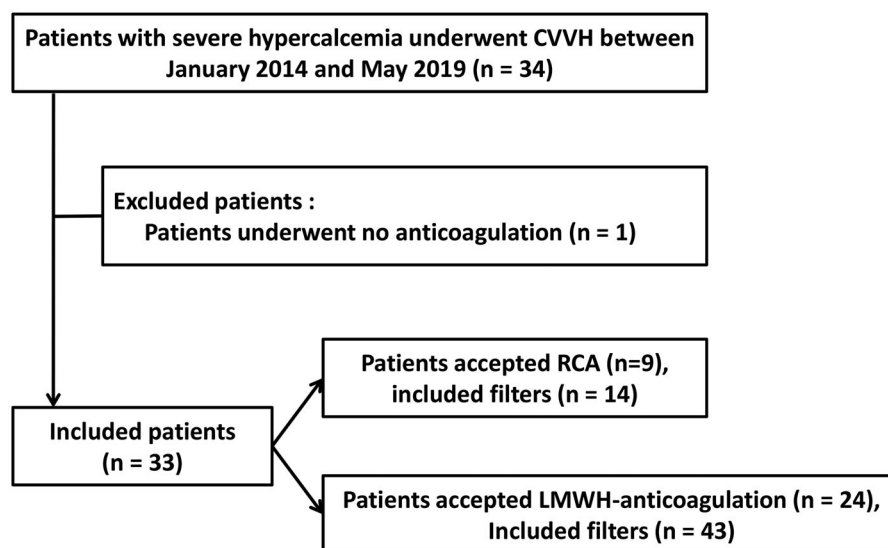 Patients with severe hypercalcemia underwent CVVH between
January 2014 and May 2019 (n = 34)
Excluded patients :
Patients underwent no anticoagulation (n = 1)
Patients accepted RCA (n=9),
included filters (n = 14)
Included patients
(n = 33)
Patients accepted LMWH-anticoagulation (n = 24),
Included filters (n = 43)